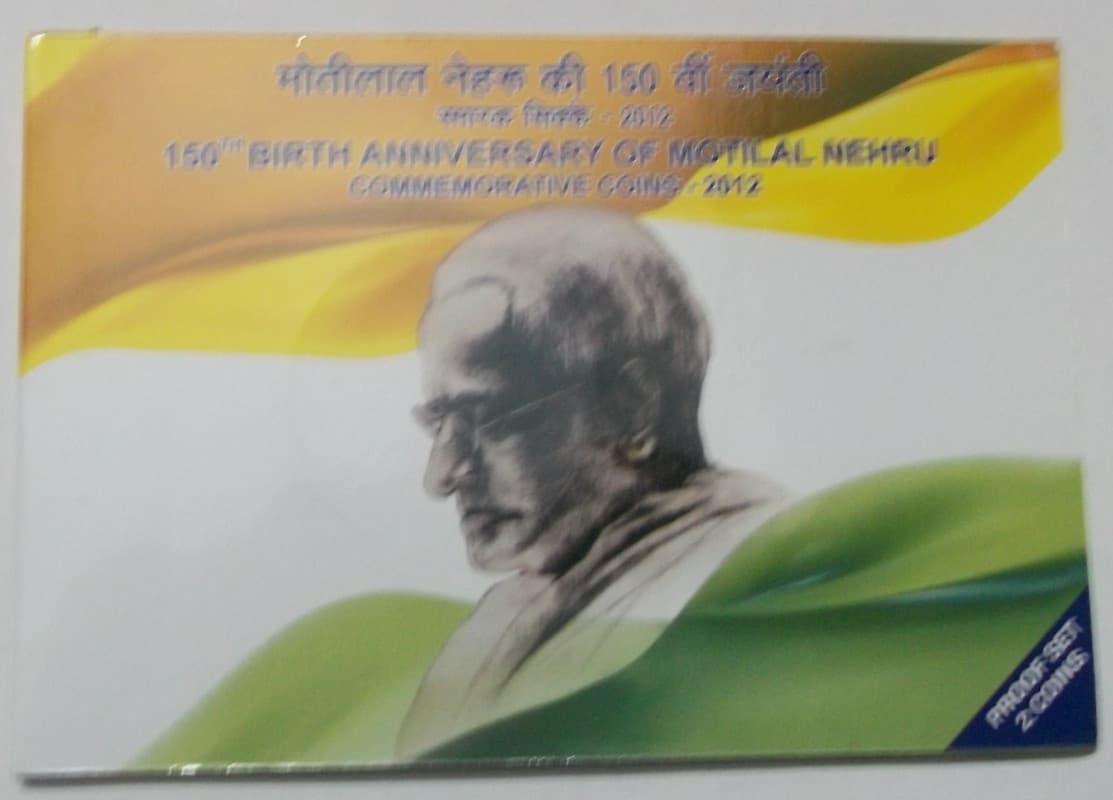 मोतीलाल नेहरू की 150 वीं जयंती
स्मारक सिक्के - 2012
150TH BIRTH ANNIVERSARY OF MOTILAL NEHRU
COMMEMORATIVE COINS - 2012
PROOF SET
2 COINS